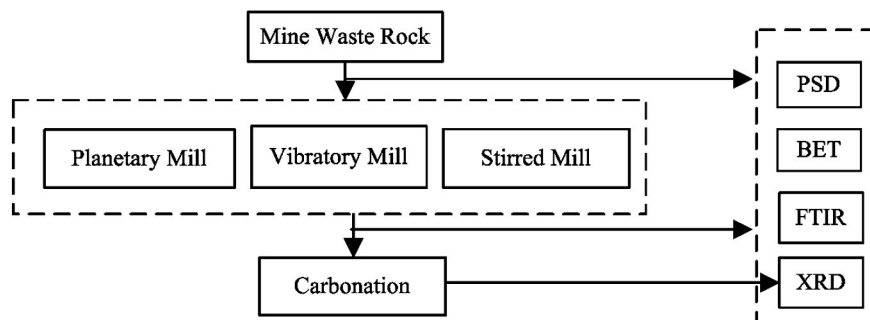 Mine Waste Rock
PSD
Planetary Mill
Vibratory Mill
Stirred Mill
BET
FTIR
Carbonation
XRD